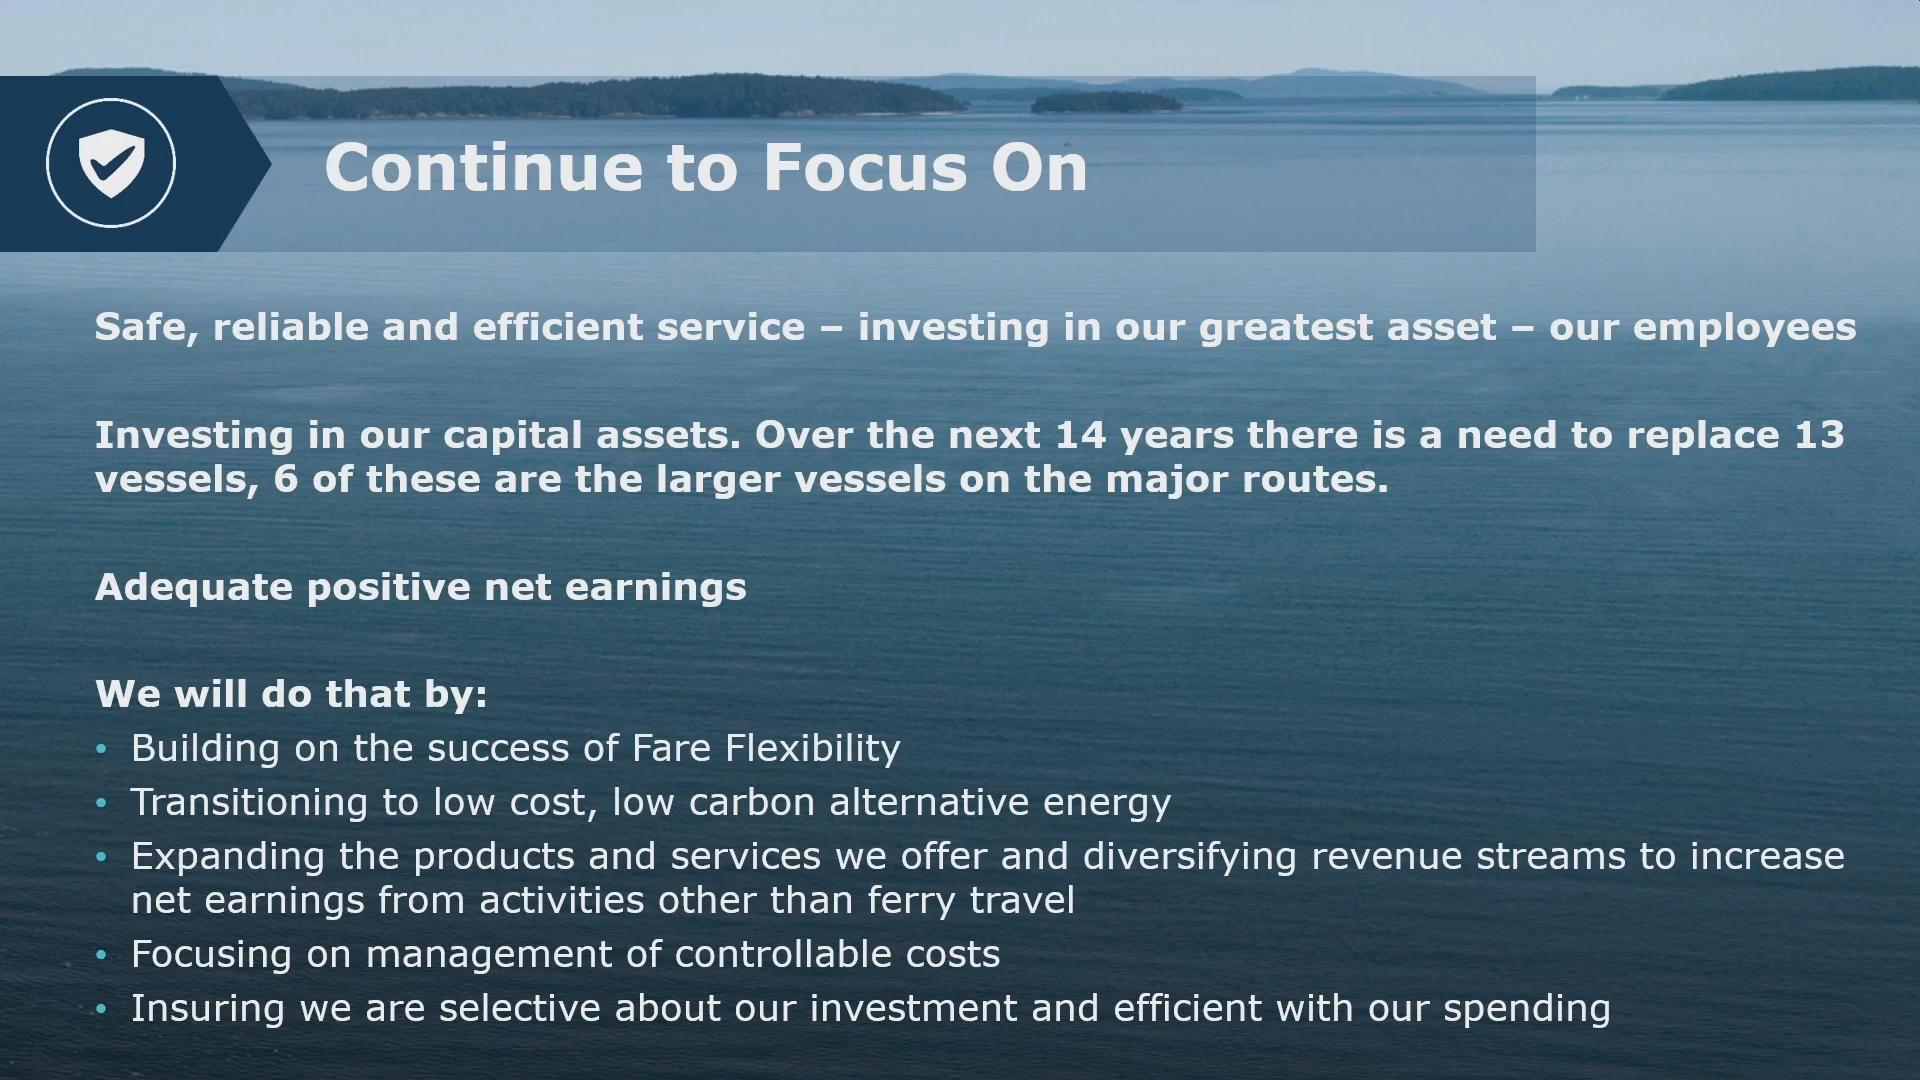 Continue to Focus On
Safe, reliable and efficient service – investing in our greatest asset – our employees
Investing in our capital assets. Over the next 14 years there is a need to replace 13
vessels, 6 of these are the larger vessels on the major routes.
Adequate positive net earnings
We will do that by:
• Building on the success of Fare Flexibility
• Transitioning to low cost, low carbon alternative energy
• Expanding the products and services we offer and diversifying revenue streams to increase
net earnings from activities other than ferry travel
• Focusing on management of controllable costs
• Insuring we are selective about our investment and efficient with our spending